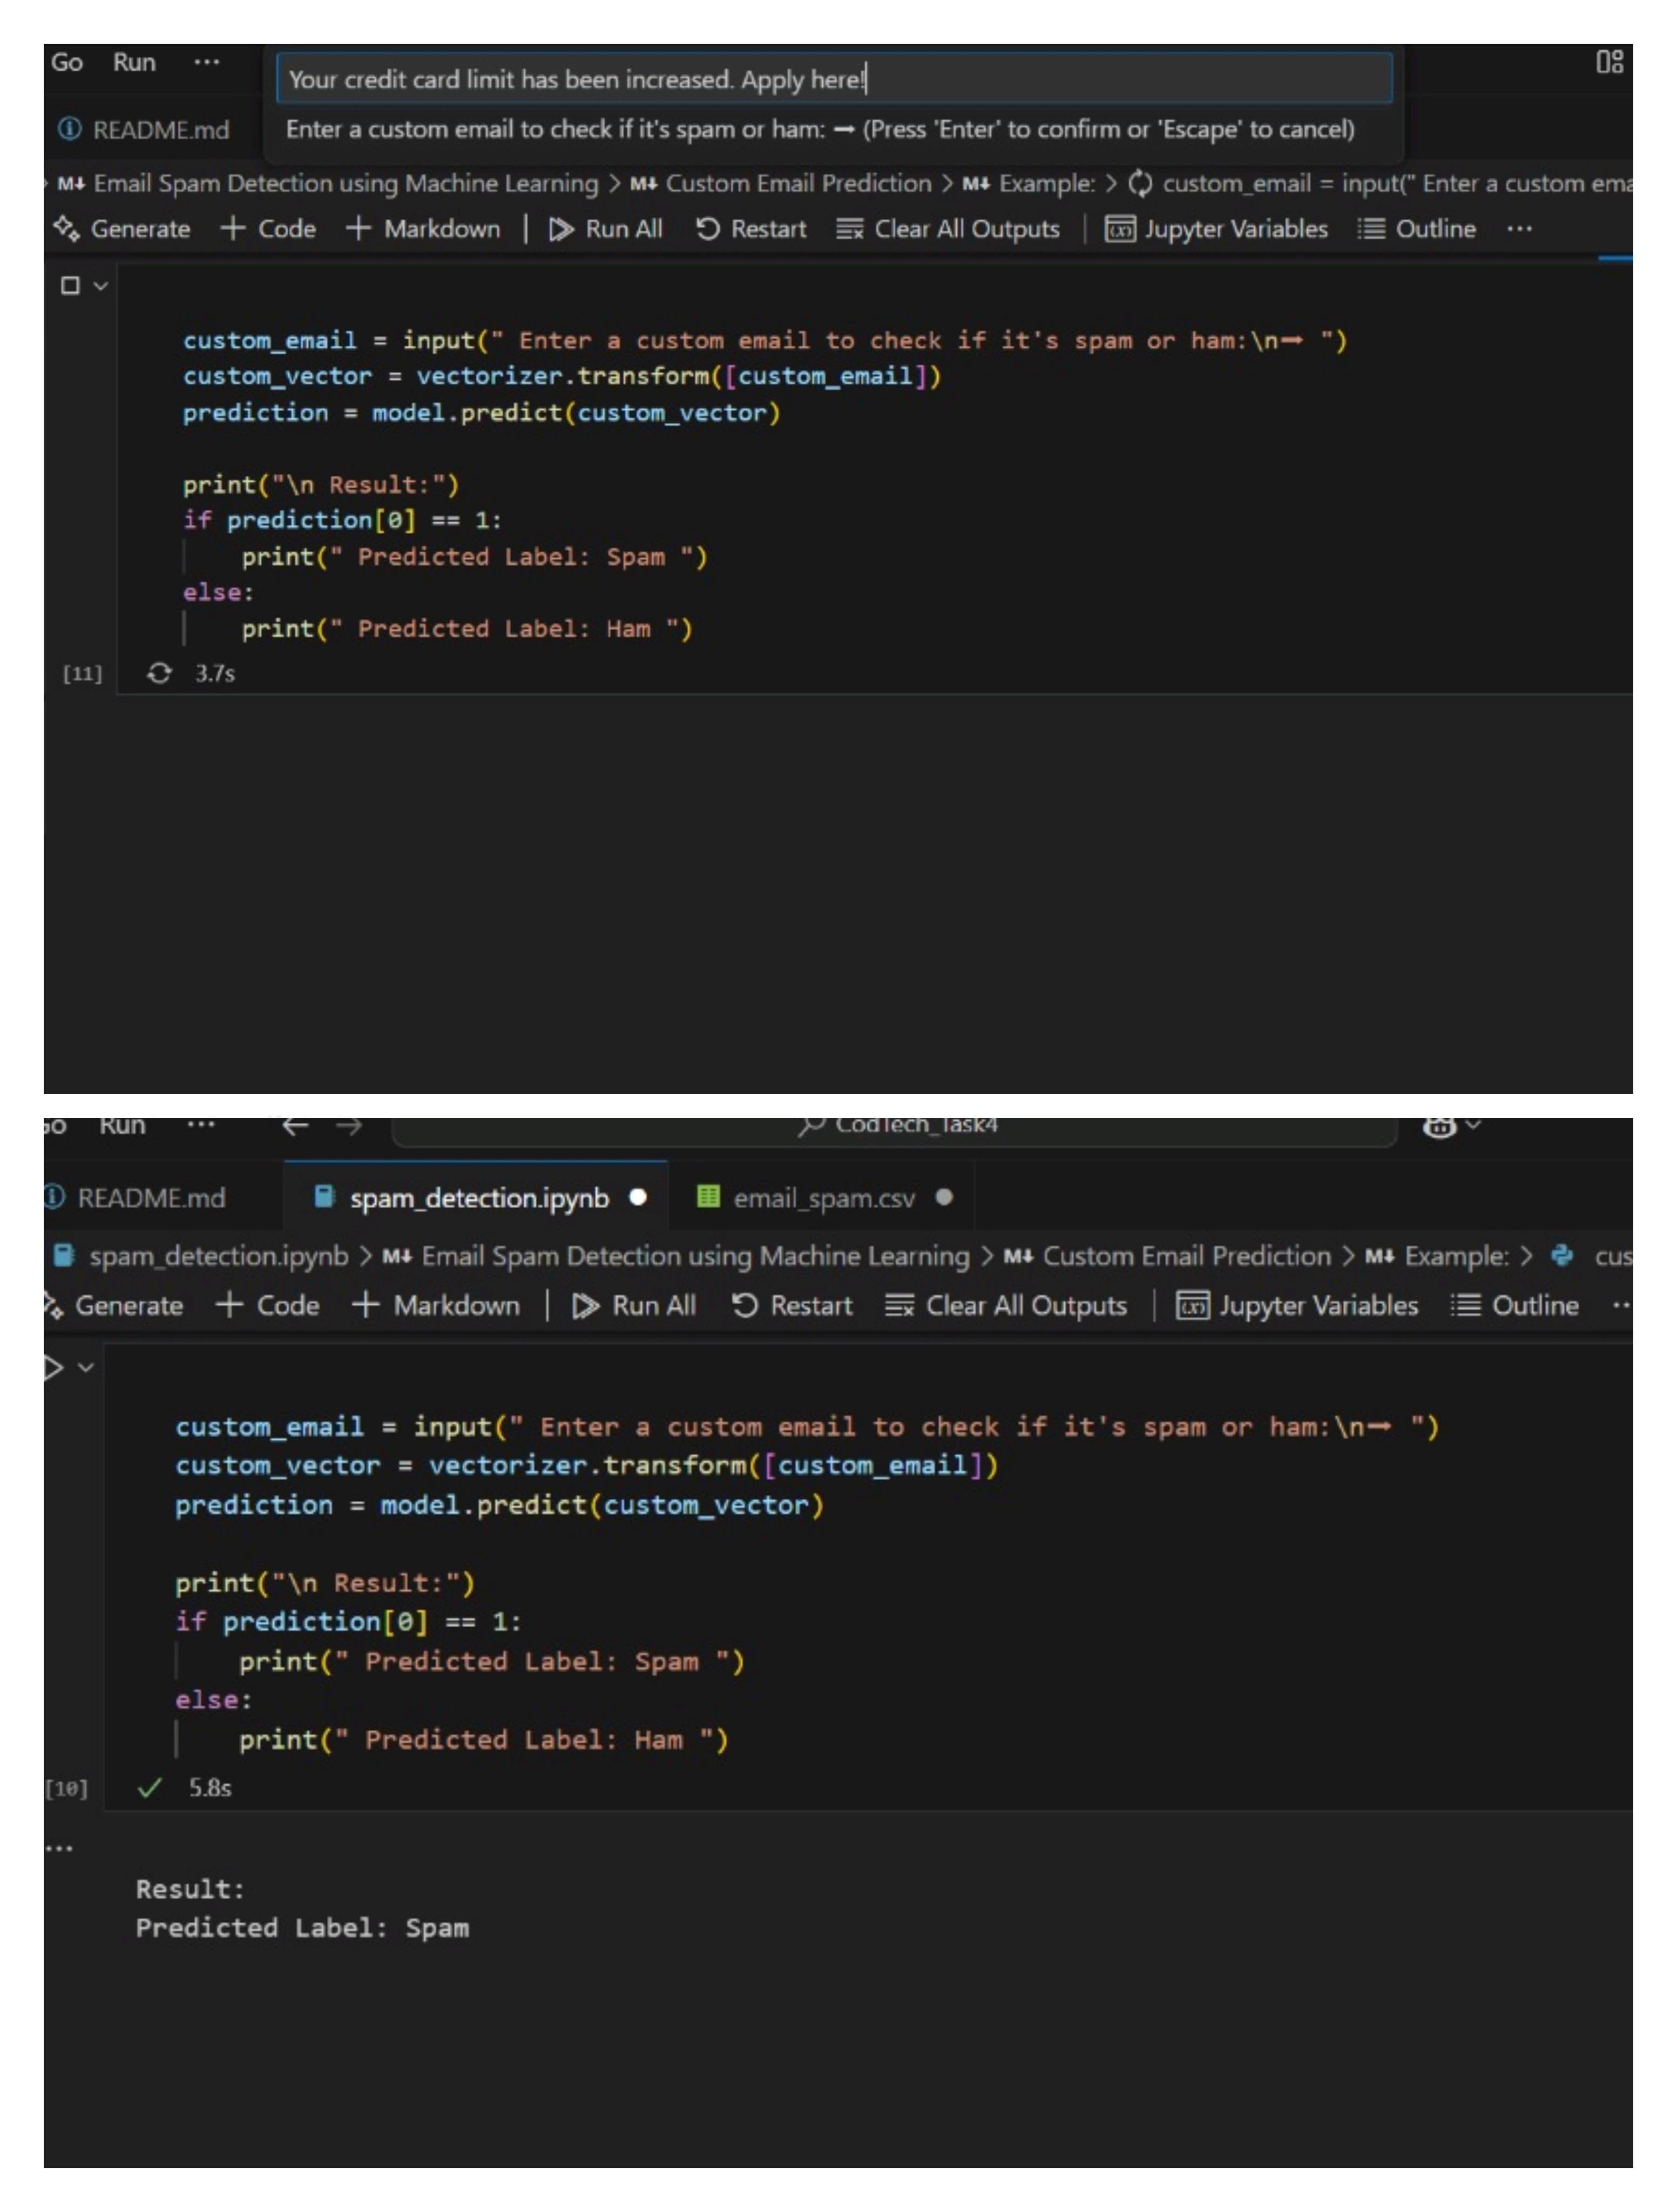 Go Run ...
Your credit card limit has been increased. Apply here!
README.md
Enter a custom email to check if it's spam or ham: ➞ (Press 'Enter' to confirm or 'Escape' to cancel)
M↓ Email Spam Detection using Machine Learning > M↓ Custom Email Prediction > M↓ Example: > custom_email = input(" Enter a custom ema
Generate + Code + Markdown | Run All Restart Clear All Outputs | Jupyter Variables Outline ...
custom_email = input(" Enter a custom email to check if it's spam or ham:\n➞ ")
custom_vector = vectorizer.transform([custom_email])
prediction = model.predict(custom_vector)
print("\n Result:")
if prediction[0] == 1:
print(" Predicted Label: Spam ")
else:
print(" Predicted Label: Ham ")
[11] 3.7s
Go Run ... ← → CodTech_Task4
README.md spam_detection.ipynb ● email_spam.csv ●
spam_detection.ipynb > M↓ Email Spam Detection using Machine Learning > M↓ Custom Email Prediction > M↓ Example: > cus
Generate + Code + Markdown | Run All Restart Clear All Outputs | Jupyter Variables Outline ..
custom_email = input(" Enter a custom email to check if it's spam or ham:\n➞ ")
custom_vector = vectorizer.transform([custom_email])
prediction = model.predict(custom_vector)
print("\n Result:")
if prediction[0] == 1:
print(" Predicted Label: Spam ")
else:
print(" Predicted Label: Ham ")
[10] ✓ 5.8s
...
Result:
Predicted Label: Spam